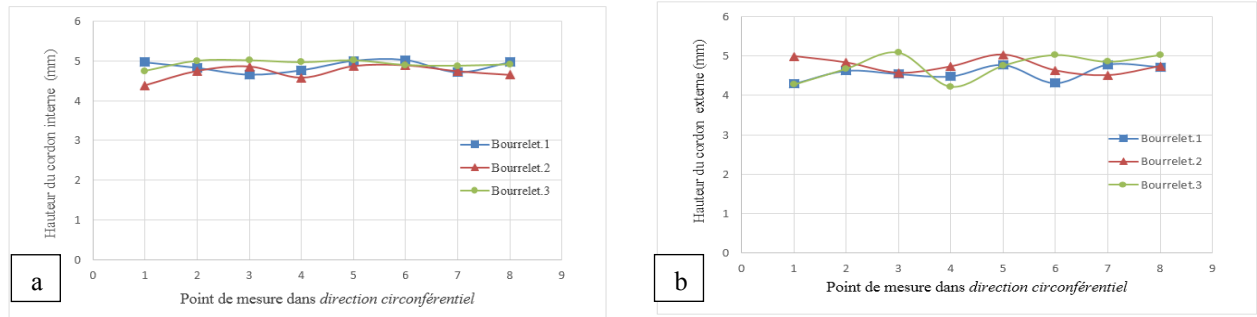 6
5
4
3
2
1
0
0 1 2 3 4 5 6 7 8 9
Hauteur du cordon interne (mm)
Point de mesure dans direction circonférentiel
Bourrelet.1
Bourrelet.2
Bourrelet.3
a
6
5
4
3
2
1
0
0 1 2 3 4 5 6 7 8 9
Hauteur du cordon externe (mm)
Point de mesure dans direction circonférentiel
Bourrelet.1
Bourrelet.2
Bourrelet.3
b